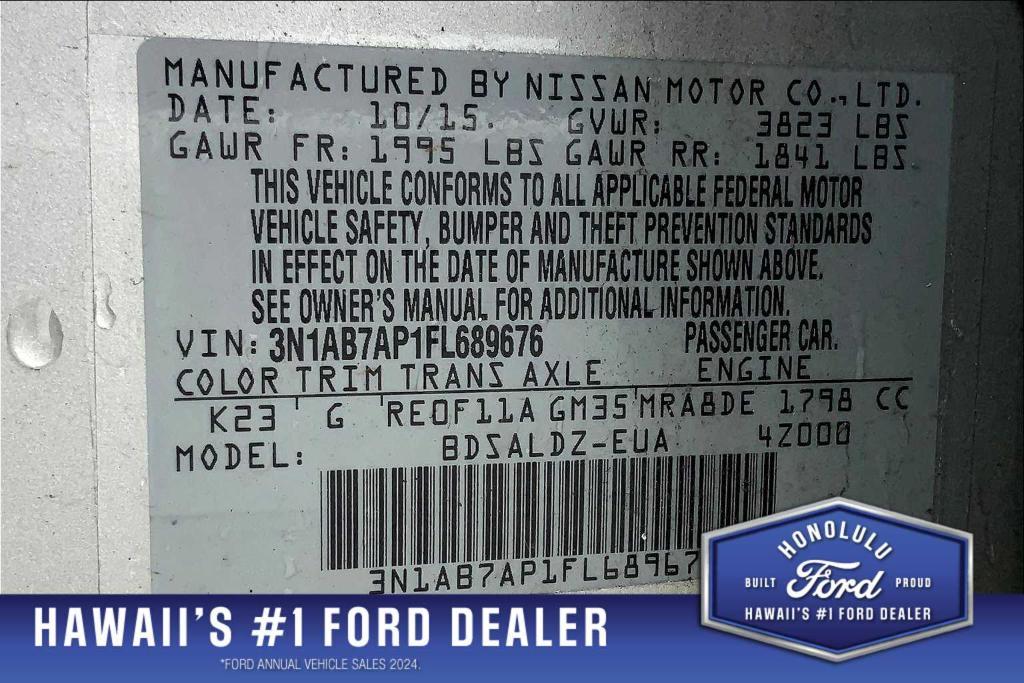 MANUFACTURED BY NISSAN MOTOR CO., LTD.
DATE: 10/15. GVWR: 3823 LBS
GAWR FR: 1995 LBS GAWR RR: 1841 LBS
THIS VEHICLE CONFORMS TO ALL APPLICABLE FEDERAL MOTOR
VEHICLE SAFETY, BUMPER AND THEFT PREVENTION STANDARDS
IN EFFECT ON THE DATE OF MANUFACTURE SHOWN ABOVE.
SEE OWNER'S MANUAL FOR ADDITIONAL INFORMATION.
VIN: 3N1AB7AP1FL689676 PASSENGER CAR.
COLOR TRIM TRANS AXLE ENGINE
K23 G RE0F11A GM35 MRA8DE 1798 CC
MODEL: BDSALDZ-EUA 4Z000
3N1AB7AP1FL68967
HONOLULU
BUILT Ford PROUD
HAWAII'S #1 FORD DEALER
HAWAII'S #1 FORD DEALER
*FORD ANNUAL VEHICLE SALES 2024.